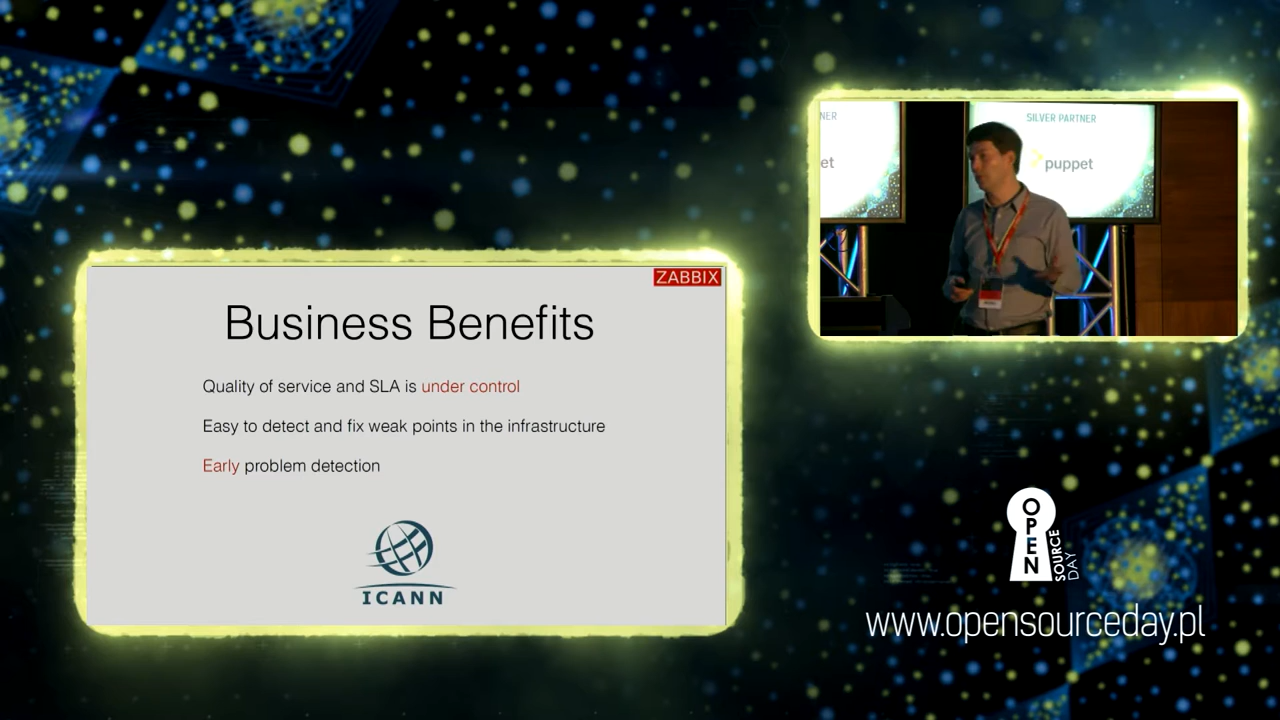 ZABBIX
Business Benefits
Quality of service and SLA is under control
Easy to detect and fix weak points in the infrastructure
Early problem detection
ICANN
NER
et
SILVER PARTNER
puppet
OPEN
SOURCE
DAY
www.opensourceday.pl